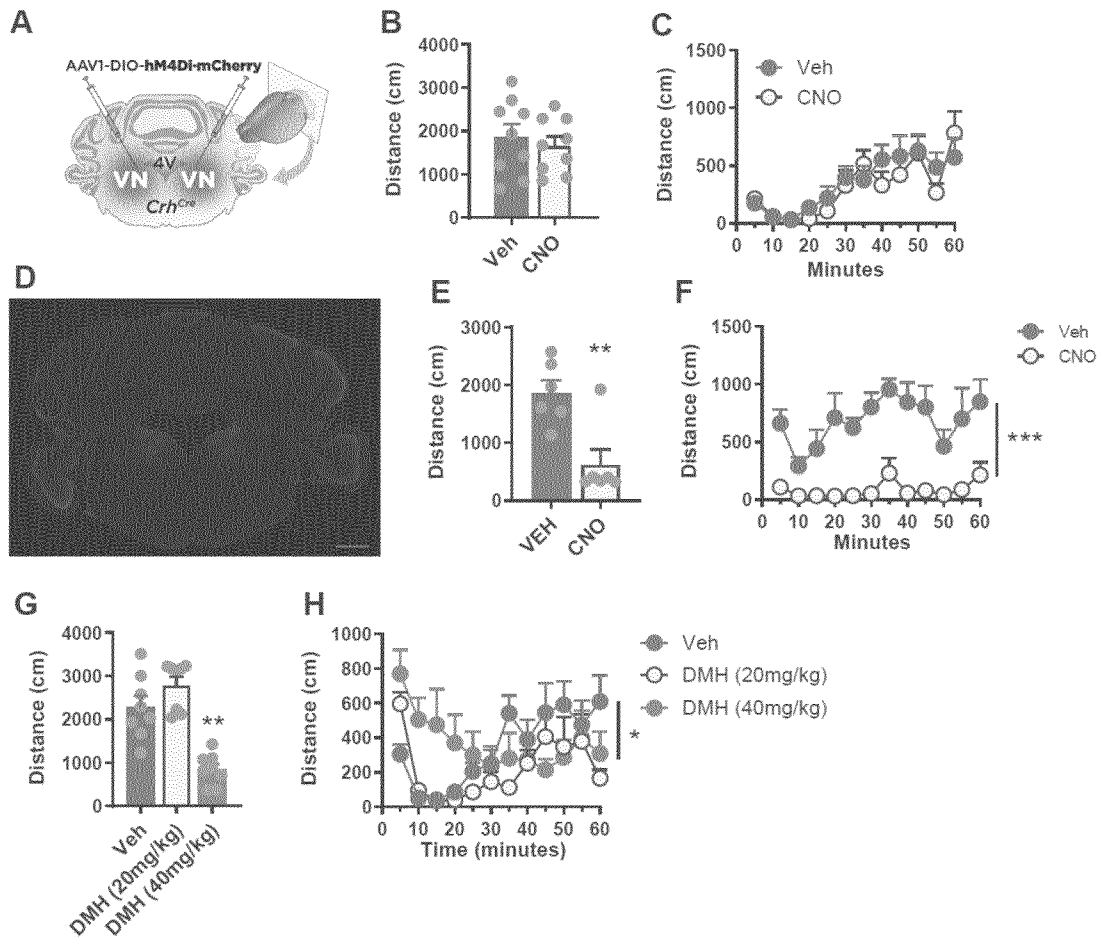 A
AAV1-DIO-hM4Di-mCherry
4V
VN VN
Crh^Cre
B
Distance (cm)
4000
3000
2000
1000
0
Veh
CNO
C
Distance (cm)
1500
1000
500
0
Veh
CNO
0 10 20 30 40 50 60
Minutes
D
E
Distance (cm)
3000
2000
1000
0
**
VEH
CNO
F
Distance (cm)
1500
1000
500
0
Veh
CNO
***
0 10 20 30 40 50 60
Minutes
G
Distance (cm)
4000
3000
2000
1000
0
**
Veh
DMH (20mg/kg)
DMH (40mg/kg)
H
Distance (cm)
1000
800
600
400
200
0
Veh
DMH (20mg/kg)
DMH (40mg/kg)
*
0 10 20 30 40 50 60
Time (minutes)